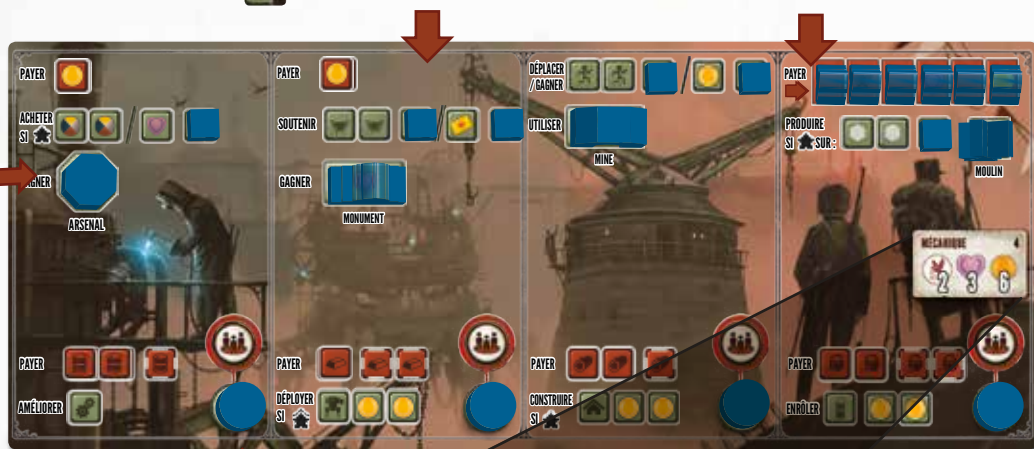 PAYER
ACHETER
SI
ARSENAL
PAYER
AMÉLIORER
PAYER
SOUTENIR
GAGNER
MONUMENT
PAYER
DÉPLOYER
SI
DÉPLACER
/ GAGNER
UTILISER
MINE
PAYER
CONSTRUIRE
SI
PAYER
PRODUIRE
SI SUR :
MOULIN
MÉCANIQUE 4
2 3 6
PAYER
ENRÔLER